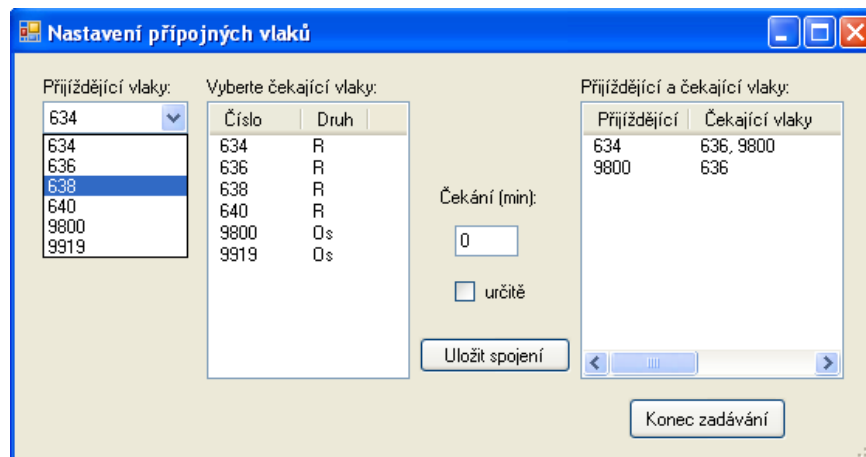 Nastavení přípojných vlaků
Přijíždějící vlaky:
634
634
636
638
640
9800
9919
Vyberte čekající vlaky:
Číslo Druh
634 R
636 R
638 R
640 R
9800 Os
9919 Os
Čekání (min):
0
určitě
Uložit spojení
Přijíždějící a čekající vlaky:
Přijíždějící Čekající vlaky
634 636, 9800
9800 636
Konec zadávání